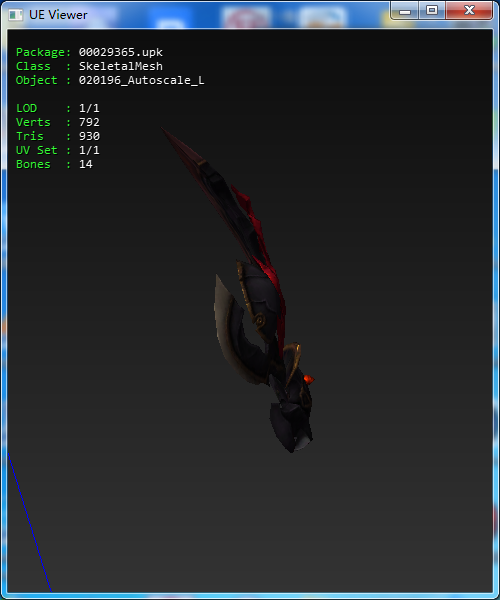 UE Viewer
Package: 00029365.upk
Class : SkeletalMesh
Object : 020196_Autoscale_L
LOD : 1/1
Verts : 792
Tris : 930
UV Set : 1/1
Bones : 14